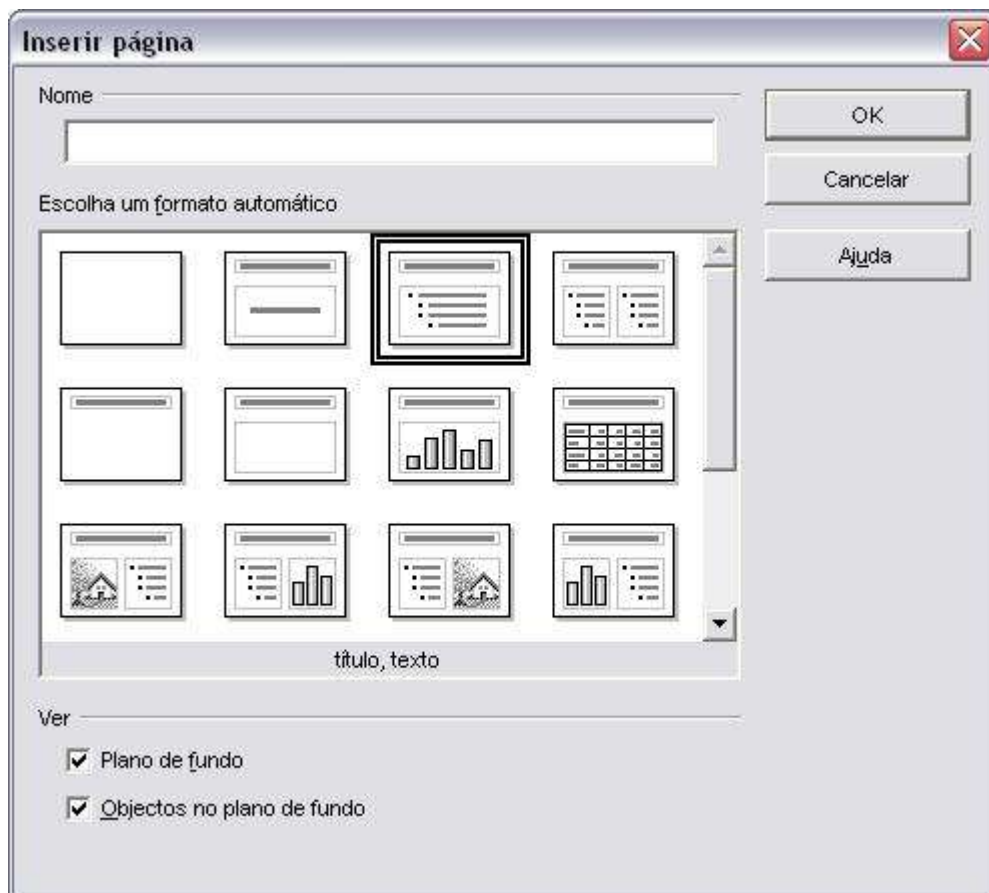 Inserir página
Nome
OK
Cancelar
Escolha um formato automático
Ajuda
título, texto
Ver
Plano de fundo
Objectos no plano de fundo